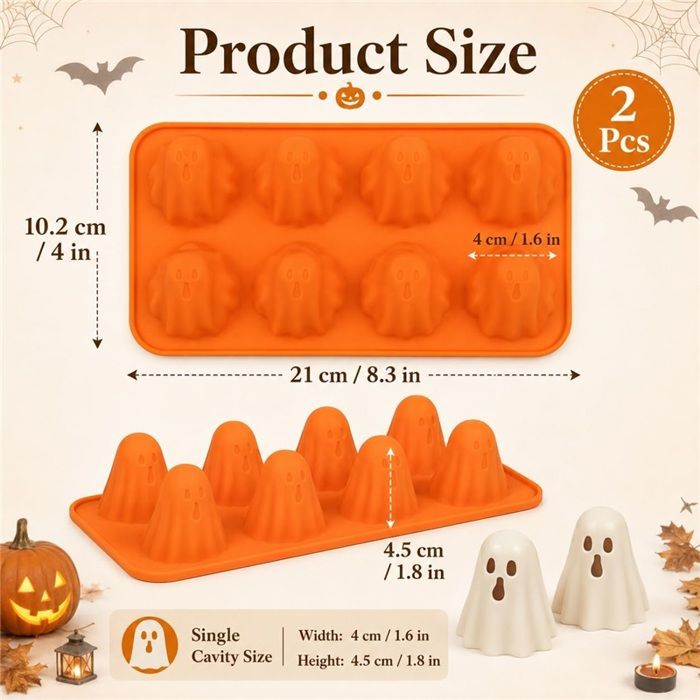 Product Size
2
Pcs
10.2 cm
/ 4 in
4 cm / 1.6 in
21 cm / 8.3 in
4.5 cm
/ 1.8 in
Single
Cavity Size
Width: 4 cm / 1.6 in
Height: 4.5 cm / 1.8 in